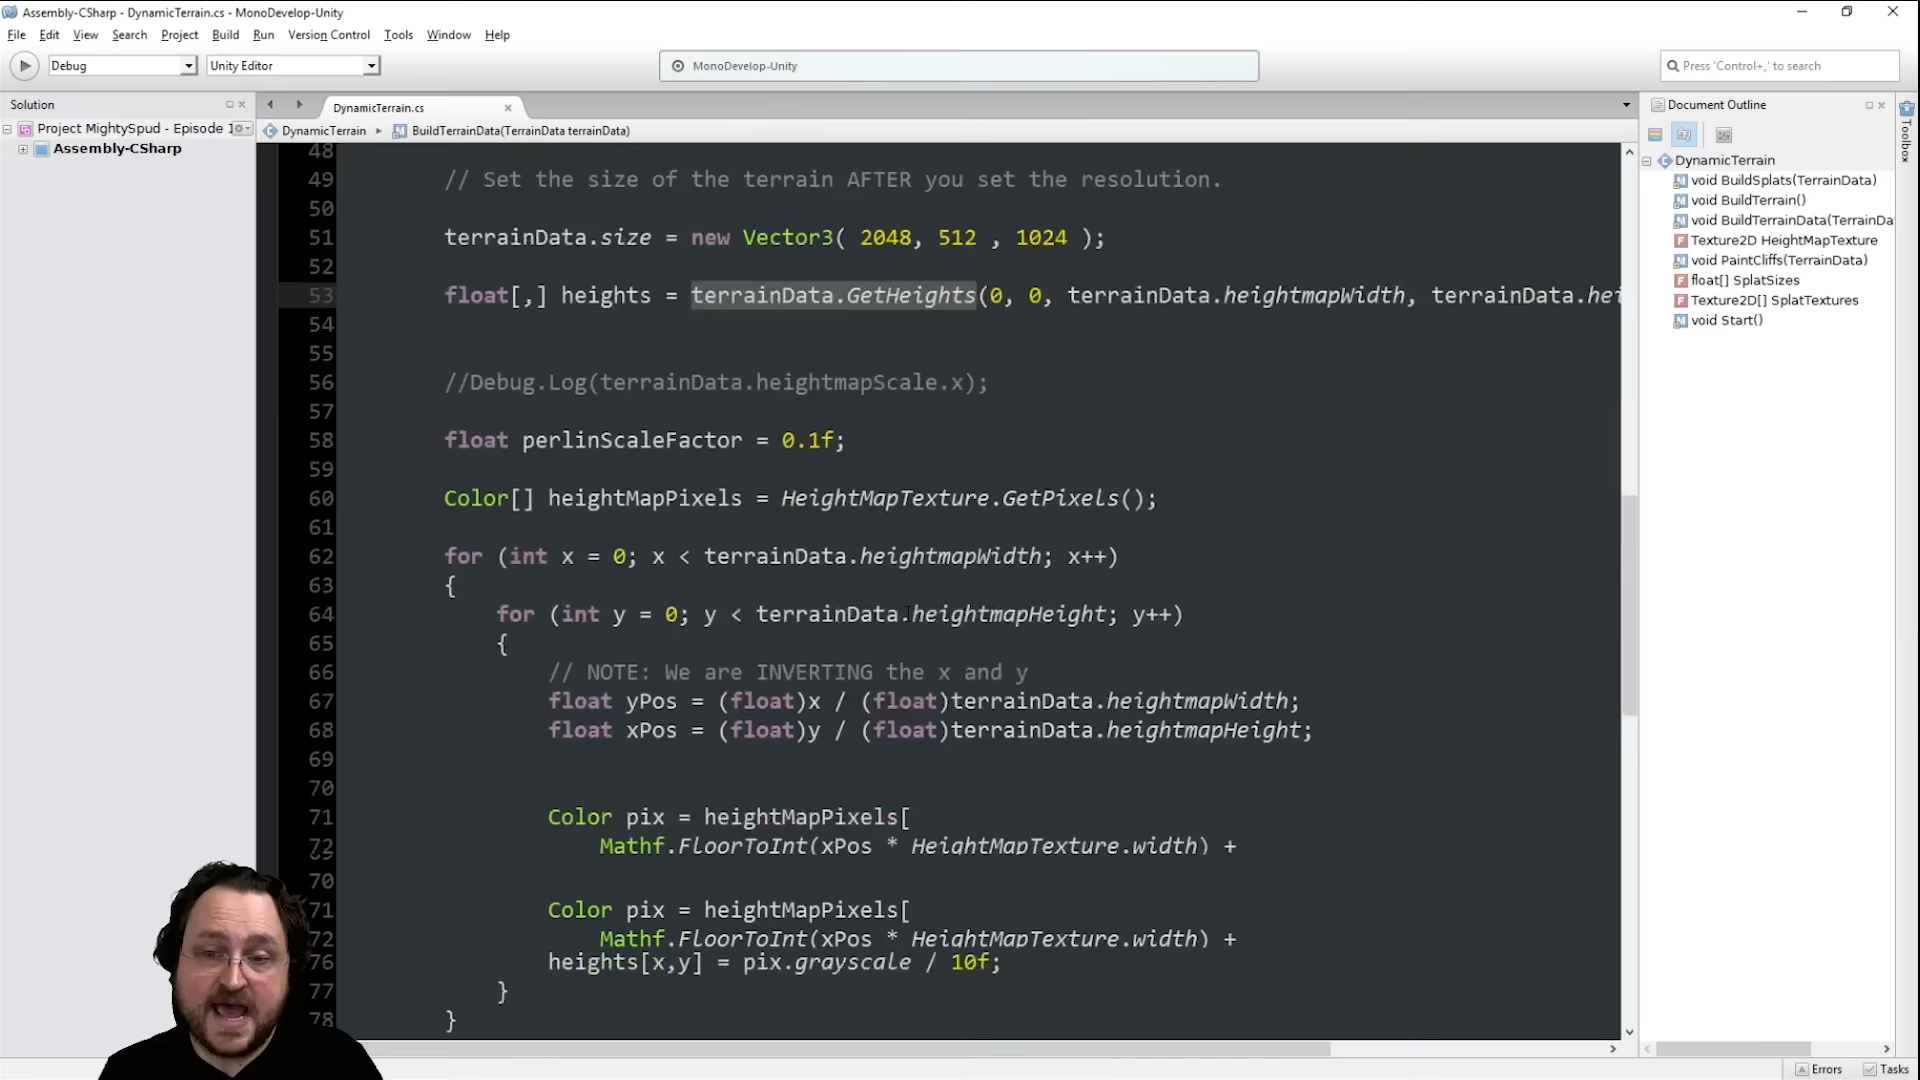 Assembly-CSharp - DynamicTerrain.cs - MonoDevelop-Unity
File Edit View Search Project Build Run Version Control Tools Window Help
Debug Unity Editor MonoDevelop-Unity Press 'Control+,' to search
Solution
Project MightySpud - Episode 1
Assembly-CSharp
DynamicTerrain.cs
DynamicTerrain BuildTerrainData(TerrainData terrainData)
48
49 // Set the size of the terrain AFTER you set the resolution.
50
51 terrainData.size = new Vector3( 2048, 512 , 1024 );
52
53 float[,] heights = terrainData.GetHeights(0, 0, terrainData.heightmapWidth, terrainData.hei
54
55
56 //Debug.Log(terrainData.heightmapScale.x);
57
58 float perlinScaleFactor = 0.1f;
59
60 Color[] heightMapPixels = HeightMapTexture.GetPixels();
61
62 for (int x = 0; x < terrainData.heightmapWidth; x++)
63 {
64 for (int y = 0; y < terrainData.heightmapHeight; y++)
65 {
66 // NOTE: We are INVERTING the x and y
67 float yPos = (float)x / (float)terrainData.heightmapWidth;
68 float xPos = (float)y / (float)terrainData.heightmapHeight;
69
70
71 Color pix = heightMapPixels[
72 Mathf.FloorToInt(xPos * HeightMapTexture.width) +
70
71 Color pix = heightMapPixels[
72 Mathf.FloorToInt(xPos * HeightMapTexture.width) +
76 heights[x,y] = pix.grayscale / 10f;
77 }
78 }
Document Outline
DynamicTerrain
void BuildSplats(TerrainData)
void BuildTerrain()
void BuildTerrainData(TerrainDa
Texture2D HeightMapTexture
void PaintCliffs(TerrainData)
float[] SplatSizes
Texture2D[] SplatTextures
void Start()
Toolbox
Errors Tasks